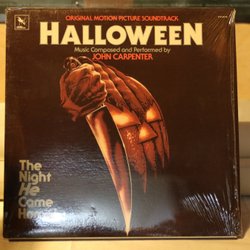 ORIGINAL MOTION PICTURE SOUNDTRACK
HALLOWEEN
Music Composed and Performed by
JOHN CARPENTER
The
Night
He
Came
Home